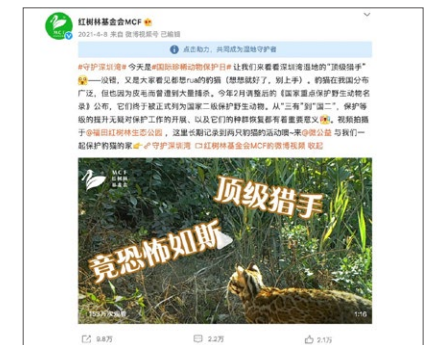 红树林基金会MCF
2021-4-8 来自 微博视频号 已编辑
点击助力，共同成为湿地守护者
#守护深圳湾# 今天是#国际珍稀动物保护日# 让我们来看看深圳湾湿地的“顶级猎手”
——没错，又是大家看见都想rua的豹猫（想想就好了，别上手）。豹猫在我国分布
广泛，但也因为皮毛而曾遭到大量捕杀。今年2月调整后的《国家重点保护野生动物名
录》公布，它们终于被正式列为国家二级保护野生动物。从“三有”到“国二”，保护等
级的提升无疑对保护工作的开展、以及它们的种群恢复都有着重要意义。视频拍摄
于@福田红树林生态公园，这里长期记录到两只豹猫的活动噢~来@微公益 与我们一
起保护豹猫的家 守护深圳湾 红树林基金会MCF的微博视频 收起
MCF
红树林
基金会
顶级猎手
竟恐怖如斯
1:16
9.8万
2.2万
2.1万